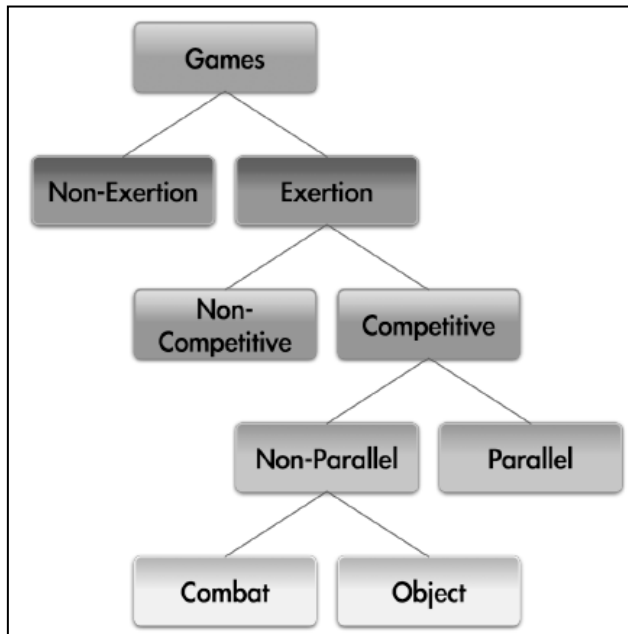 Games
Non-Exertion
Exertion
Non-
Competitive
Competitive
Non-Parallel
Parallel
Combat
Object